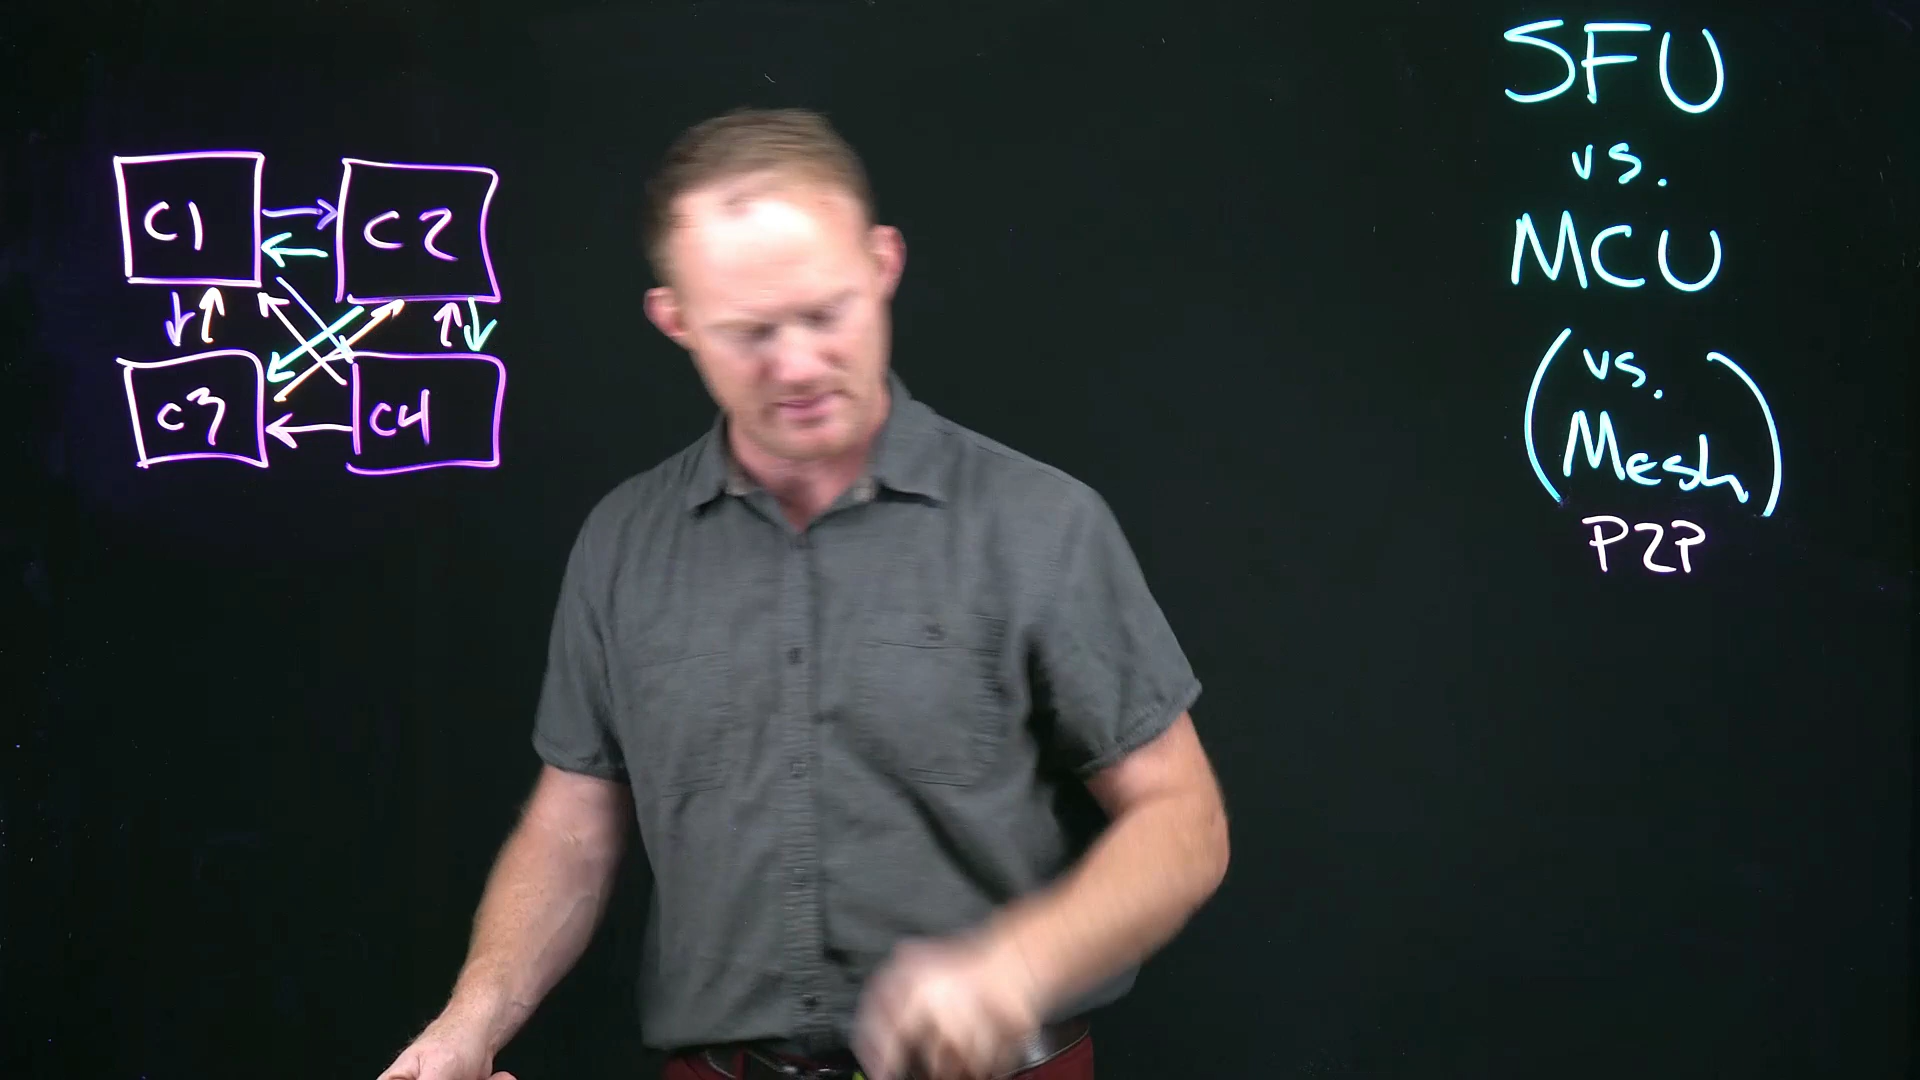 C1 C2
C3 C4
SFU
vs.
MCU
(vs.
Mesh)
P2P